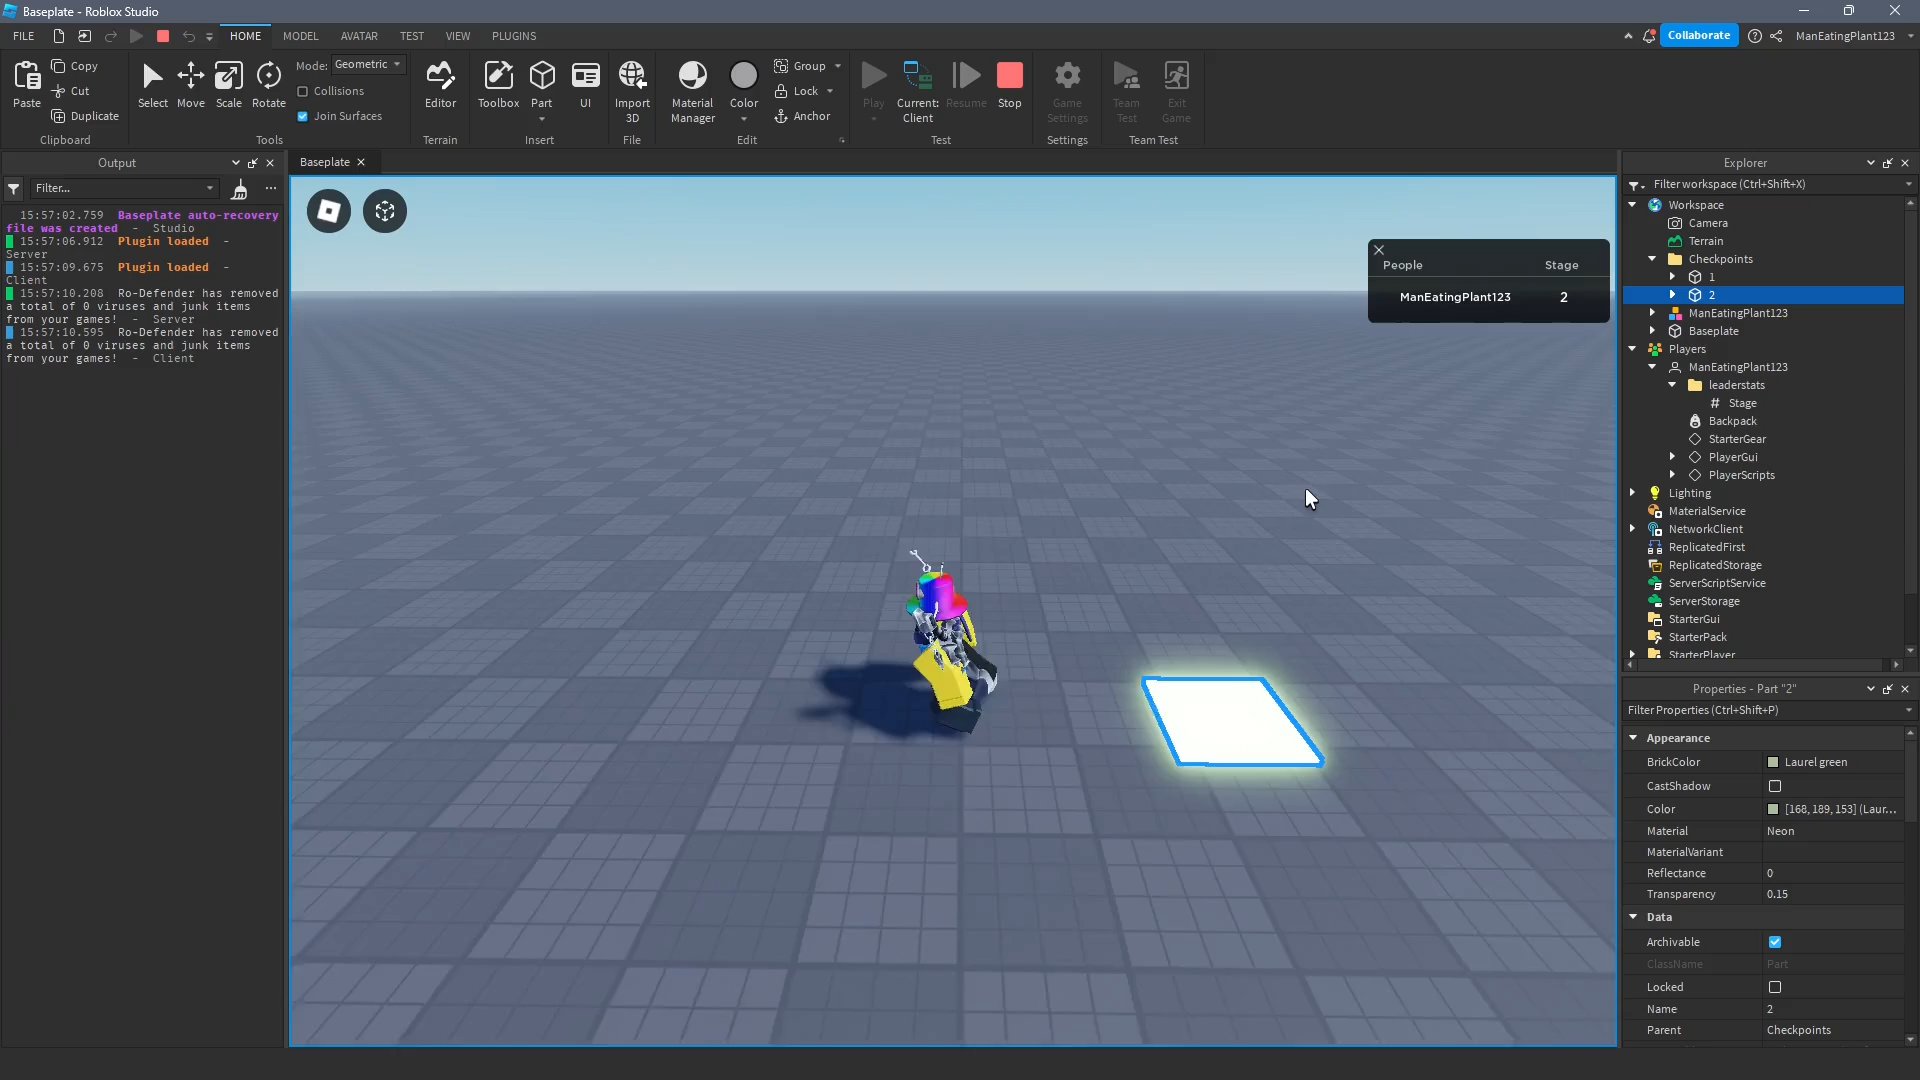 Baseplate - Roblox Studio
FILE HOME MODEL AVATAR TEST VIEW PLUGINS Collaborate ManEatingPlant123
Paste
Copy
Cut
Duplicate
Clipboard
Select Move Scale Rotate
Mode: Geometric
Collisions
Join Surfaces
Tools
Editor
Terrain
Toolbox Part UI
Insert
Import
3D
File
Material
Manager
Color
Group
Lock
Anchor
Edit
Play
Current:
Client
Resume Stop
Test
Game
Settings
Settings
Team
Test
Exit
Game
Team Test
Output
Filter...
15:57:02.759 Baseplate auto-recovery
file was created - Studio
15:57:06.912 Plugin loaded -
Server
15:57:09.675 Plugin loaded -
Client
15:57:10.208 Ro-Defender has removed
a total of 0 viruses and junk items
from your games! - Server
15:57:10.595 Ro-Defender has removed
a total of 0 viruses and junk items
from your games! - Client
Baseplate
People Stage
ManEatingPlant123 2
Explorer
Filter workspace (Ctrl+Shift+X)
Workspace
Camera
Terrain
Checkpoints
1
2
ManEatingPlant123
Baseplate
Players
ManEatingPlant123
leaderstats
# Stage
Backpack
StarterGear
PlayerGui
PlayerScripts
Lighting
MaterialService
NetworkClient
ReplicatedFirst
ReplicatedStorage
ServerScriptService
ServerStorage
StarterGui
StarterPack
StarterPlayer
Properties - Part "2"
Filter Properties (Ctrl+Shift+P)
Appearance
BrickColor Laurel green
CastShadow
Color [168, 189, 153] (Laur...
Material Neon
MaterialVariant
Reflectance 0
Transparency 0.15
Data
Archivable
ClassName Part
Locked
Name 2
Parent Checkpoints